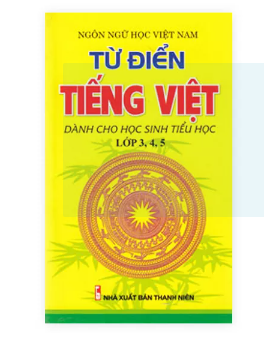 NGÔN NGỮ HỌC VIỆT NAM
TỪ ĐIỂN
TIẾNG VIỆT
DÀNH CHO HỌC SINH TIỂU HỌC
LỚP 3, 4, 5
NHÀ XUẤT BẢN THANH NIÊN